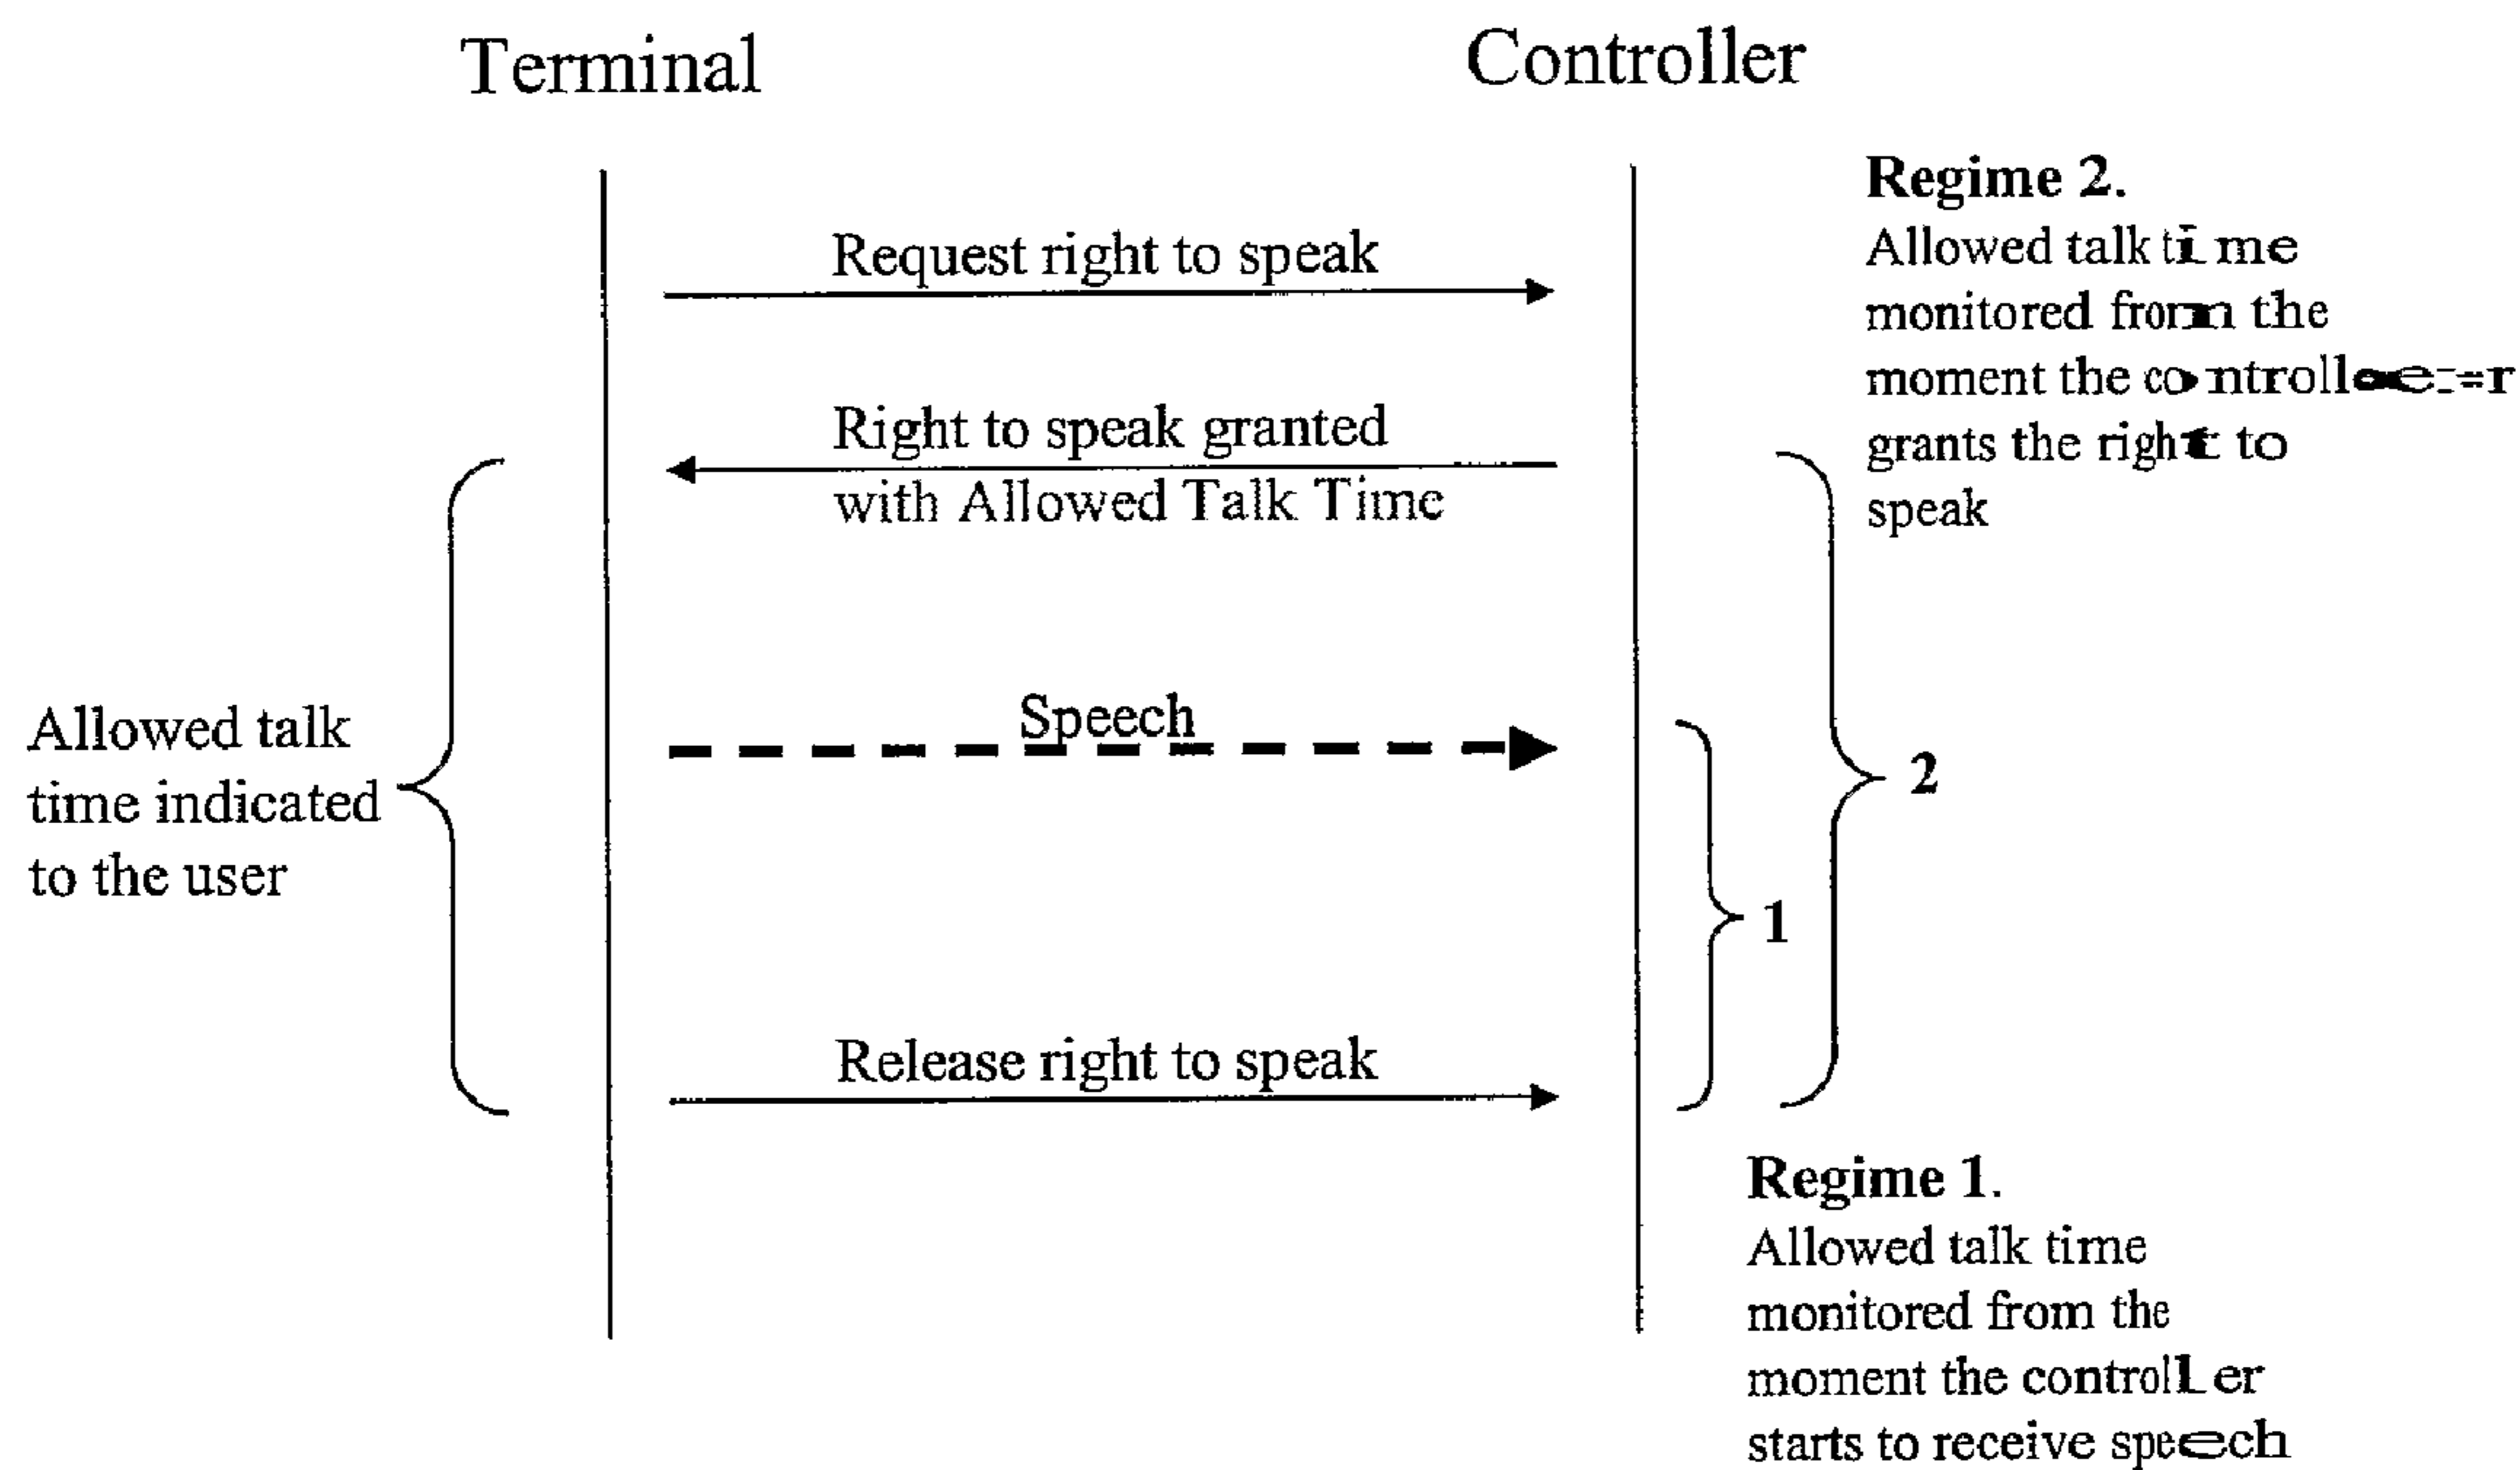 Terminal
Controller
Regime 2.
Allowed talk time
monitored from the
moment the controller
grants the right to
speak
Request right to speak
Right to speak granted
with Allowed Talk Time
Speech
Allowed talk
time indicated
to the user
2
1
Release right to speak
Regime 1.
Allowed talk time
monitored from the
moment the controller
starts to receive speech